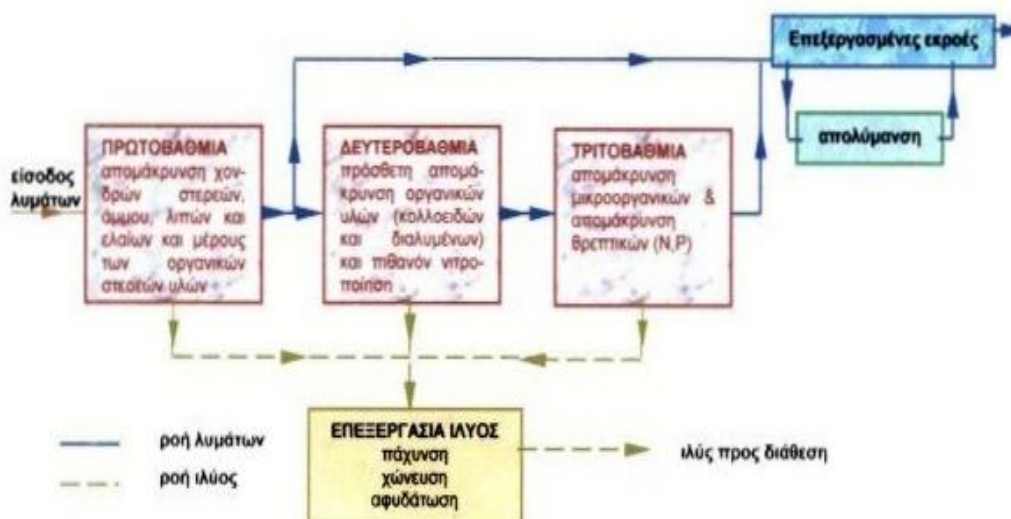 Επεξεργασμένες εκροές
απολύμανση
είσοδος
λυμάτων
ΠΡΩΤΟΒΑΘΜΙΑ
απομάκρυνση χον-
δρών στερεών,
άμμου, λιπών και
ελαίων και μέρους
των οργανικών
στερεών υλών
ΔΕΥΤΕΡΟΒΑΘΜΙΑ
πρόσθετη απομά-
κρυνση οργανικών
υλών (κολλοειδών
και διαλυμένων)
και πιθανόν νιτρο-
ποίηση
ΤΡΙΤΟΒΑΘΜΙΑ
απομάκρυνση
μικροοργανικών &
απομάκρυνση
θρεπτικών (Ν,Ρ)
ΕΠΕΞΕΡΓΑΣΙΑ ΙΛΥΟΣ
πάχυνση
χώνευση
αφυδάτωση
ροή λυμάτων
ροή ιλύος
ιλύς προς διάθεση